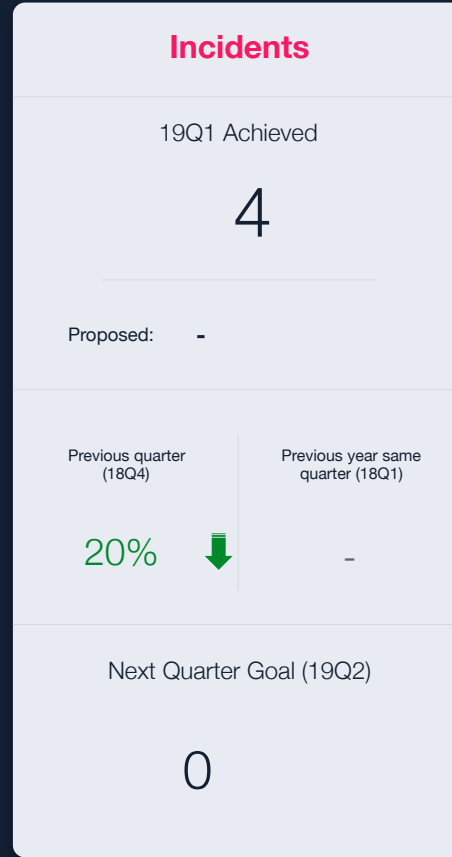 Incidents
19Q1 Achieved
4
Proposed: -
Previous quarter
(18Q4)
20%
Previous year same
quarter (18Q1)
-
Next Quarter Goal (19Q2)
0